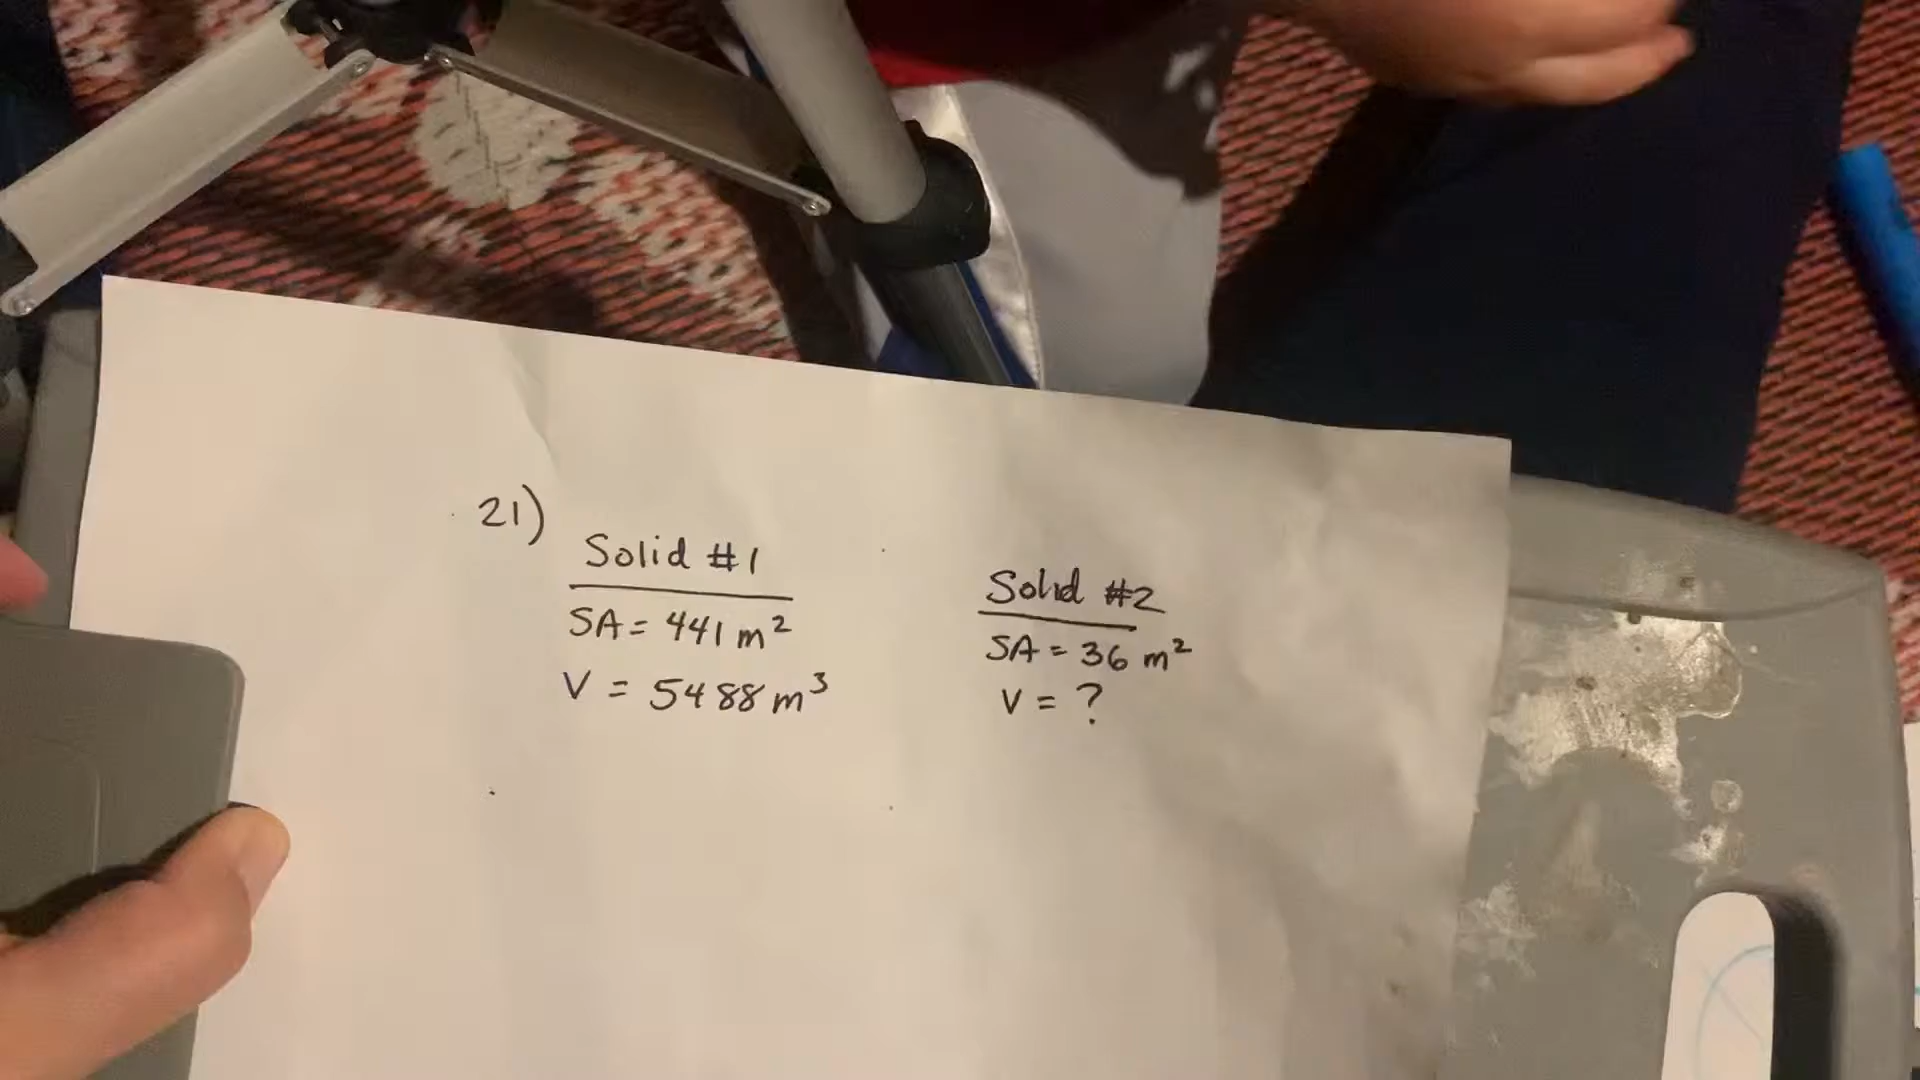 21)
Solid #1
SA = 441 m²
V = 5488 m³
Solid #2
SA = 36 m²
V = ?